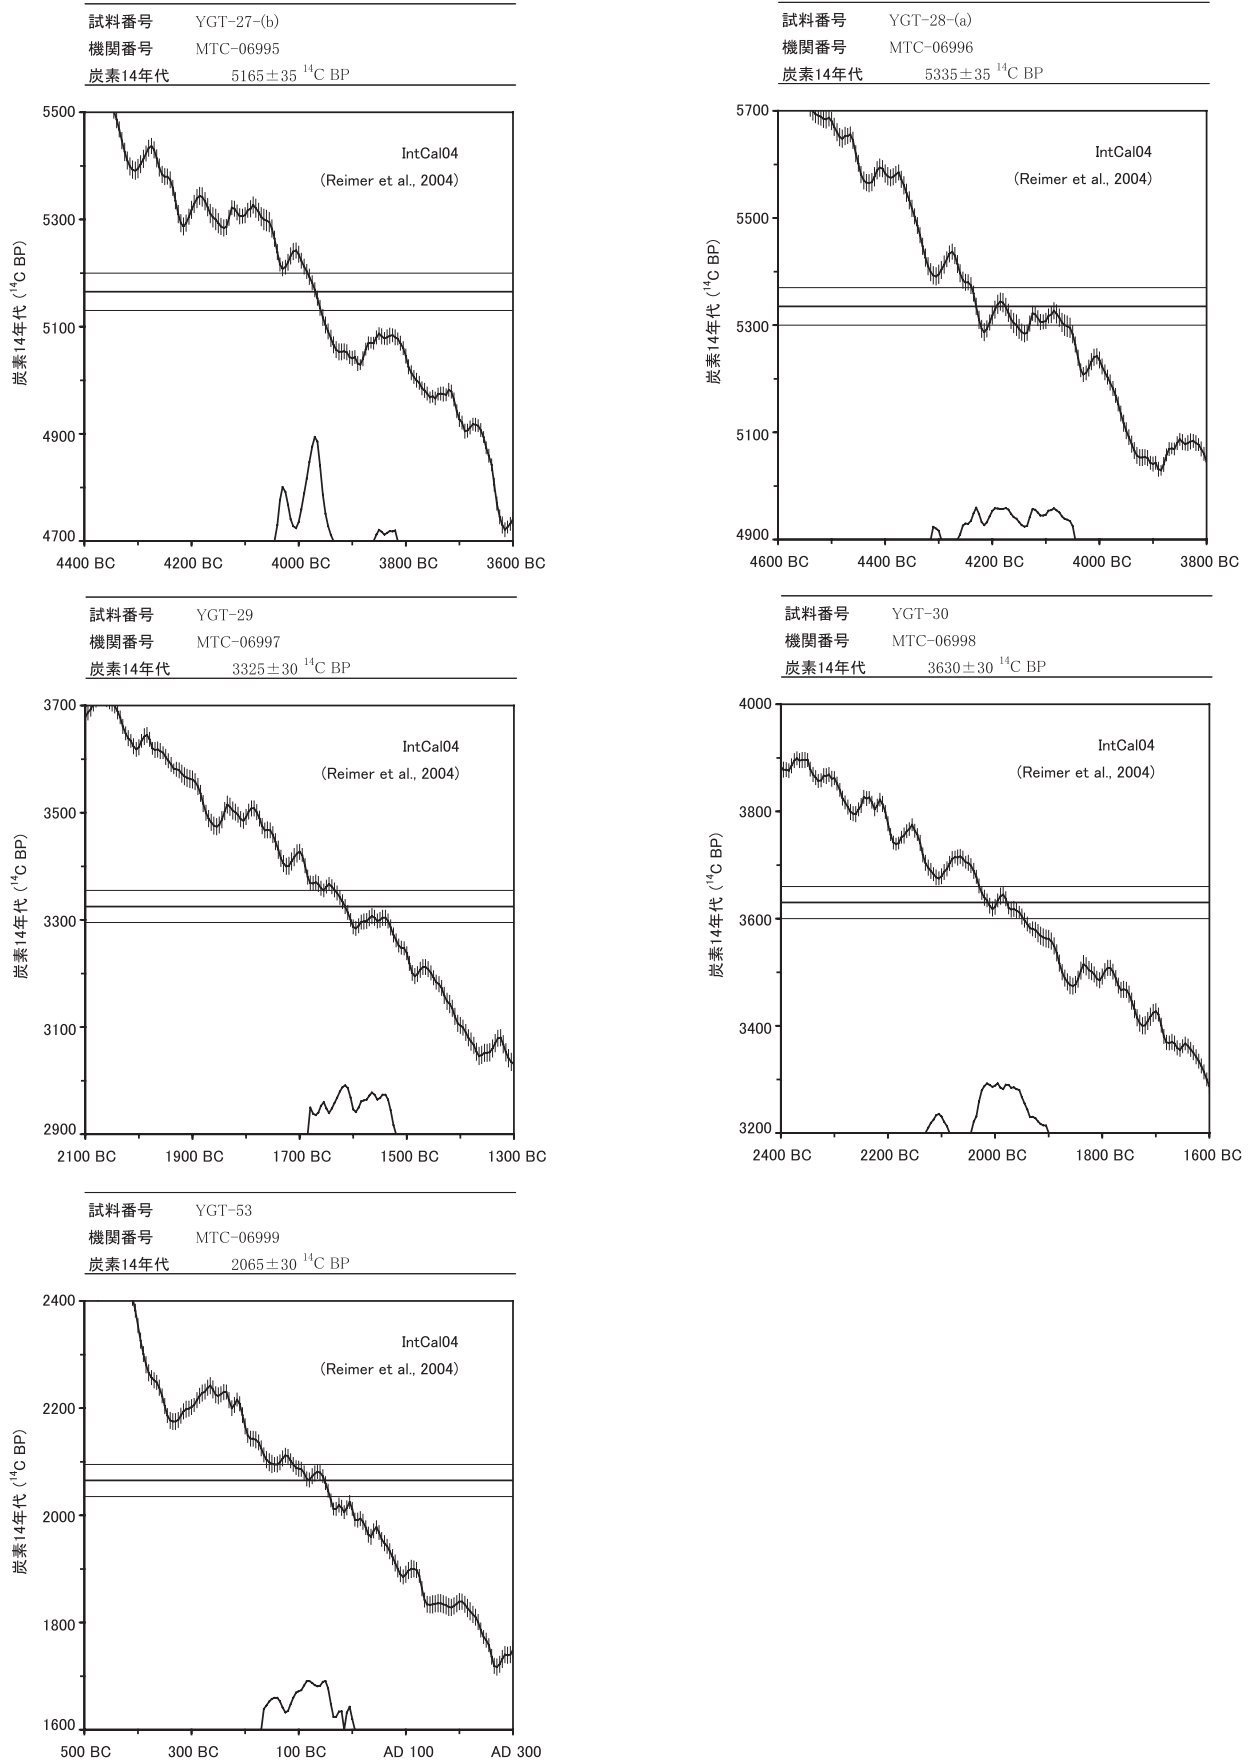 試料番号 YGT-27-(b)
機関番号 MTC-06995
炭素14年代 5165±35 ¹⁴C BP
IntCal04
(Reimer et al., 2004)
炭素14年代 (¹⁴C BP)
5500
5300
5100
4900
4700
4400 BC 4200 BC 4000 BC 3800 BC 3600 BC
試料番号 YGT-28-(a)
機関番号 MTC-06996
炭素14年代 5335±35 ¹⁴C BP
IntCal04
(Reimer et al., 2004)
炭素14年代 (¹⁴C BP)
5700
5500
5300
5100
4900
4600 BC 4400 BC 4200 BC 4000 BC 3800 BC
試料番号 YGT-29
機関番号 MTC-06997
炭素14年代 3325±30 ¹⁴C BP
IntCal04
(Reimer et al., 2004)
炭素14年代 (¹⁴C BP)
3700
3500
3300
3100
2900
2100 BC 1900 BC 1700 BC 1500 BC 1300 BC
試料番号 YGT-30
機関番号 MTC-06998
炭素14年代 3630±30 ¹⁴C BP
IntCal04
(Reimer et al., 2004)
炭素14年代 (¹⁴C BP)
4000
3800
3600
3400
3200
2400 BC 2200 BC 2000 BC 1800 BC 1600 BC
試料番号 YGT-53
機関番号 MTC-06999
炭素14年代 2065±30 ¹⁴C BP
IntCal04
(Reimer et al., 2004)
炭素14年代 (¹⁴C BP)
2400
2200
2000
1800
1600
500 BC 300 BC 100 BC AD 100 AD 300